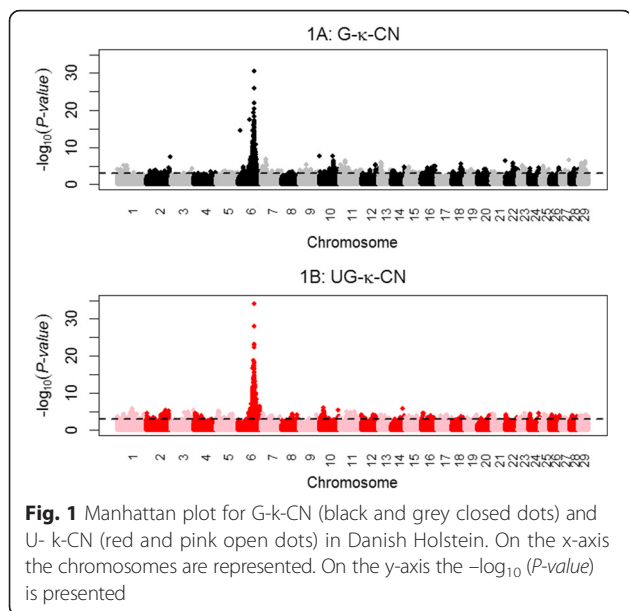 1A: G-κ-CN
-log₁₀(P-value)
30
20
10
0
1 2 3 4 5 6 7 8 9 10 11 12 13 14 15 16 17 18 19 20 21 22 23 24 25 26 27 28 29
Chromosome
1B: UG-κ-CN
-log₁₀(P-value)
30
20
10
0
1 2 3 4 5 6 7 8 9 10 11 12 13 14 15 16 17 18 19 20 21 22 23 24 25 26 27 28 29
Chromosome
Fig. 1 Manhattan plot for G-k-CN (black and grey closed dots) and
U- k-CN (red and pink open dots) in Danish Holstein. On the x-axis
the chromosomes are represented. On the y-axis the –log₁₀ (P-value)
is presented